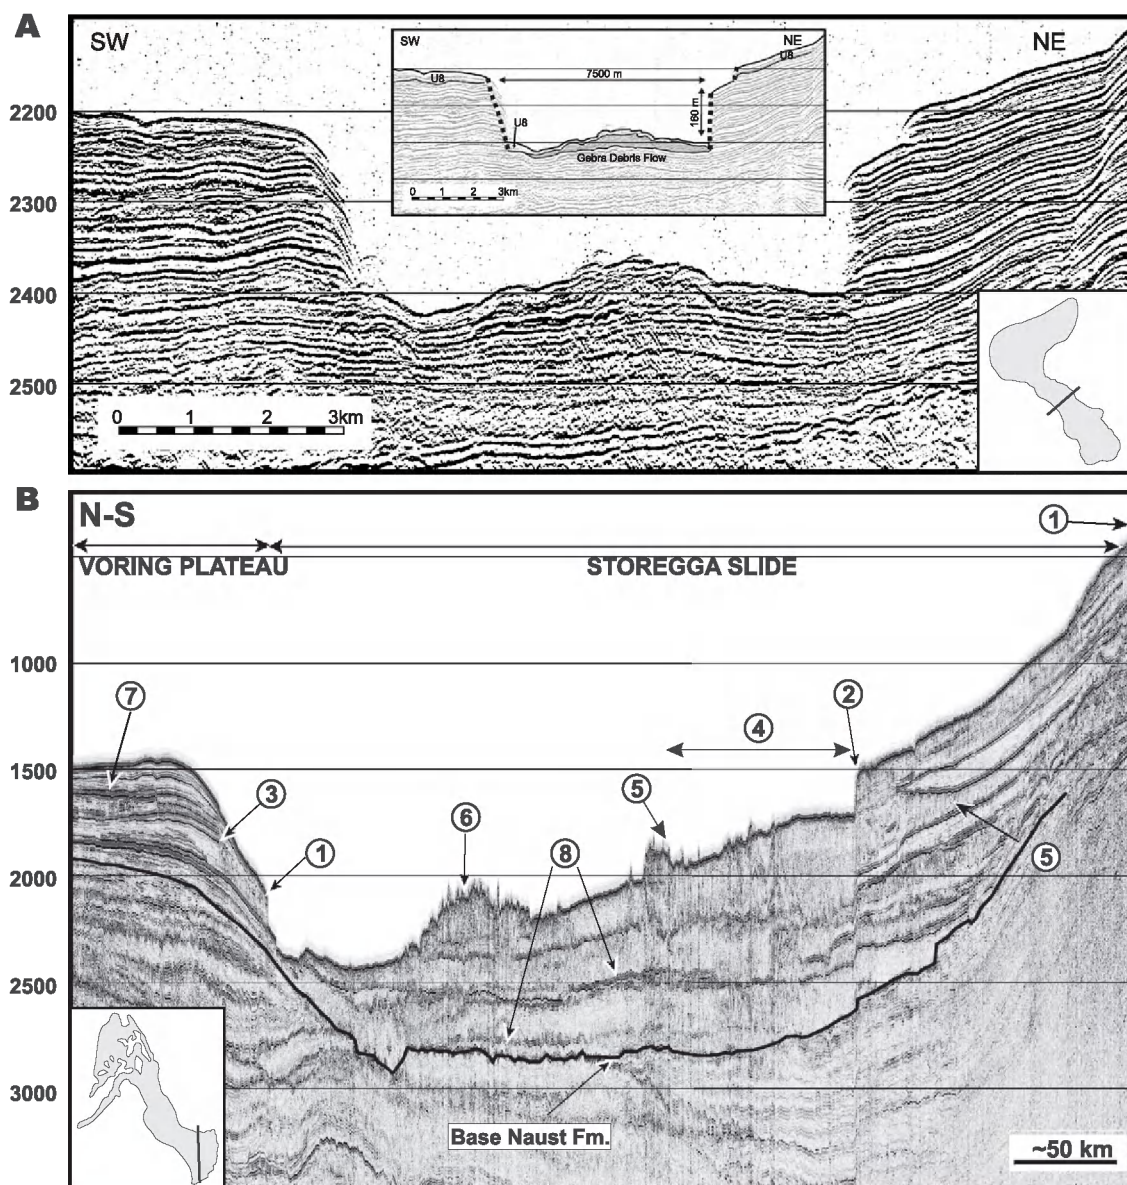 A
SW
NE
SW
NE
U8
7500 m
U8
160 m
U8
Gebra Debris Flow
0 1 2 3km
2200
2300
2400
2500
0 1 2 3km
B
N-S
1
VORING PLATEAU
STOREGGA SLIDE
1000
7
2
4
1500
3
5
6
1
8
5
2000
2500
3000
Base Naust Fm.
~50 km